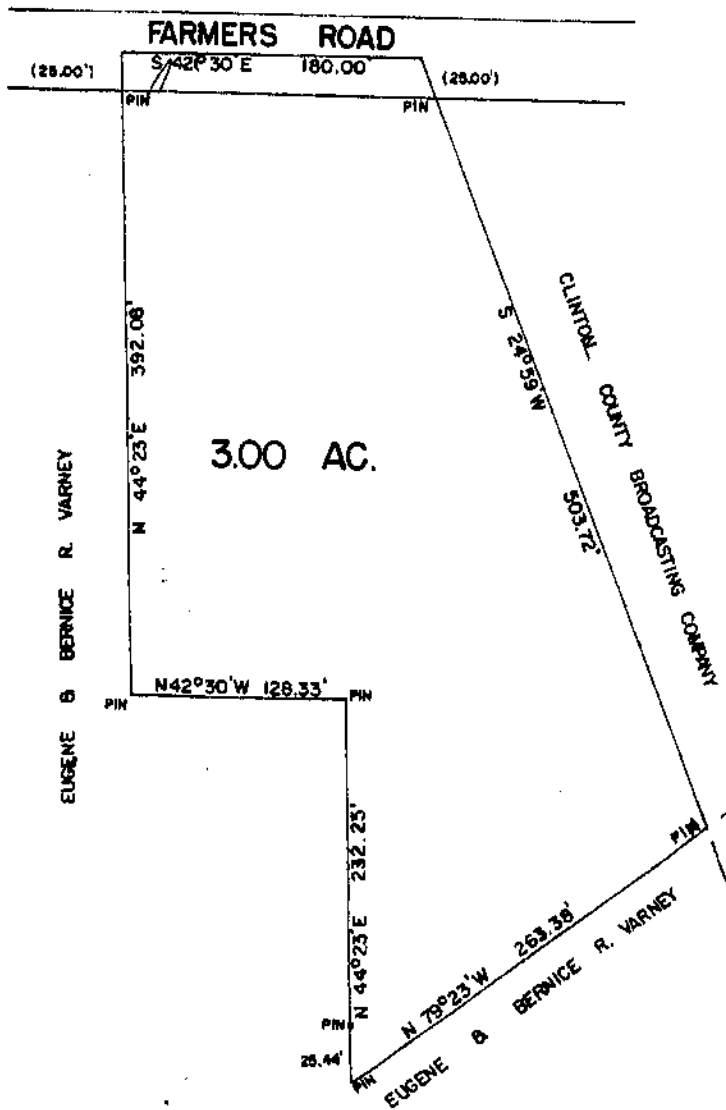 FARMERS ROAD
S 42° 30' E 180.00'
(25.00')
(25.00')
PIN
PIN
N 44° 23' E 392.08'
EUGENE & BERNICE R. VARNEY
3.00 AC.
S 24° 59' W 503.72'
CLINTON COUNTY BROADCASTING COMPANY
N 42° 30' W 128.33'
PIN
PIN
N 44° 23' E 232.25'
PIN
25.44'
PIN
N 79° 23' W 263.38'
EUGENE & BERNICE R. VARNEY
PIN